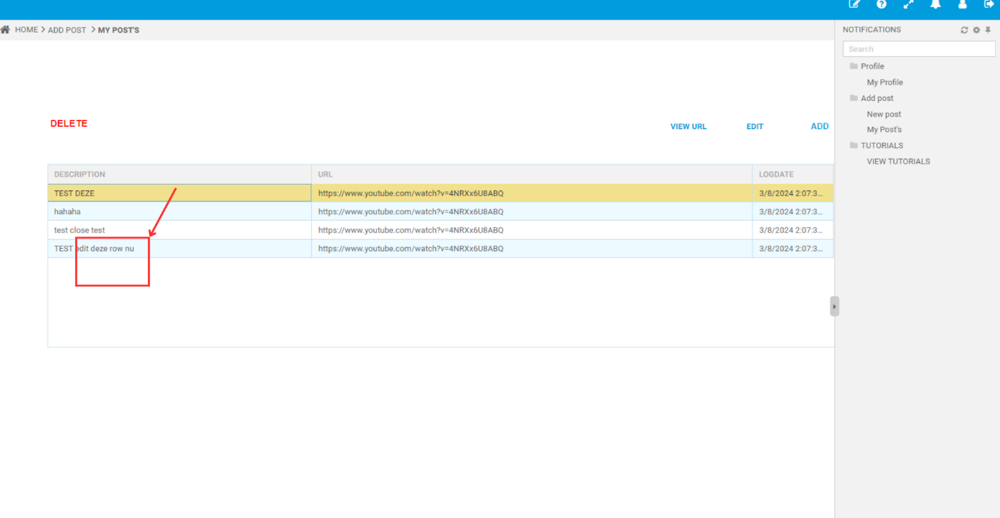 HOME > ADD POST > MY POST'S
NOTIFICATIONS
Search
Profile
My Profile
Add post
New post
My Post's
TUTORIALS
VIEW TUTORIALS
DELETE
VIEW URL EDIT ADD
DESCRIPTION URL LOGDATE
TEST DEZE https://www.youtube.com/watch?v=4NRXx6U8ABQ 3/8/2024 2:07:3...
hahaha https://www.youtube.com/watch?v=4NRXx6U8ABQ 3/8/2024 2:07:3...
test close test https://www.youtube.com/watch?v=4NRXx6U8ABQ 3/8/2024 2:07:3...
TEST edit deze row nu https://www.youtube.com/watch?v=4NRXx6U8ABQ 3/8/2024 2:07:3...